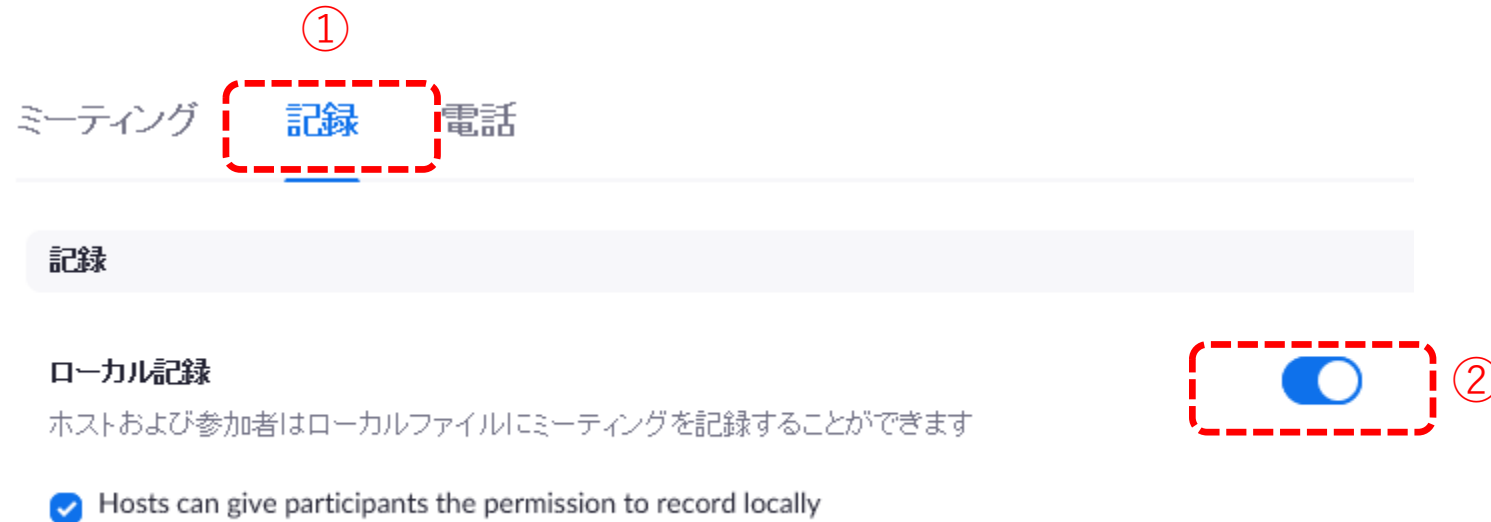 ①
ミーティング 記録 電話
記録
ローカル記録
②
ホストおよび参加者はローカルファイルにミーティングを記録することができます
Hosts can give participants the permission to record locally